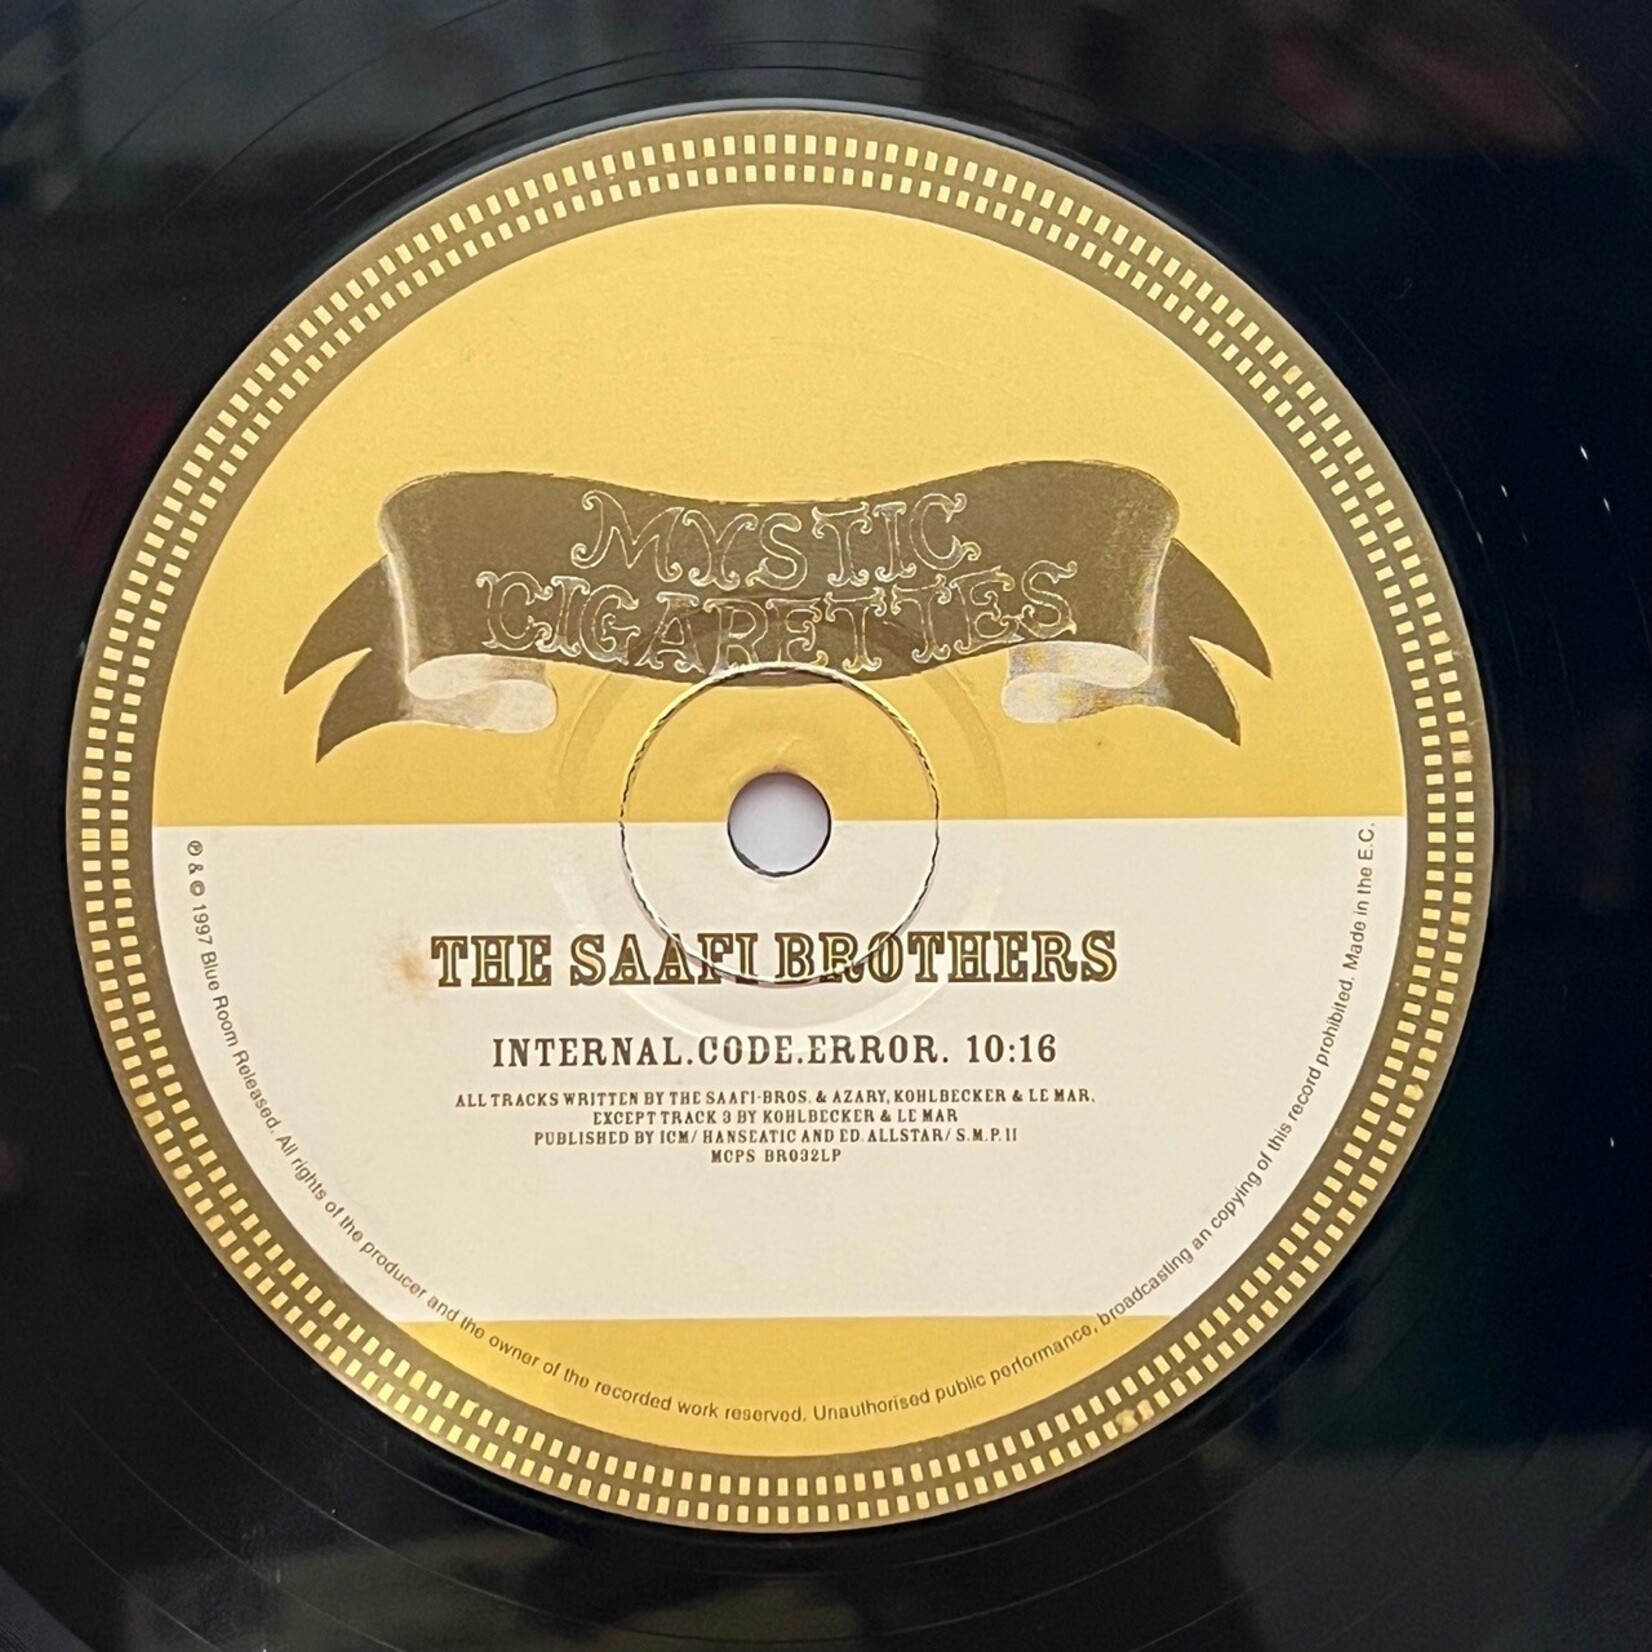 MYSTIC
CIGARETTES
THE SAAFI BROTHERS
INTERNAL.CODE.ERROR. 10:16
ALL TRACKS WRITTEN BY THE SAAFI-BROS. & AZARY, KOHLBECKER & LE MAR,
EXCEPT TRACK 3 BY KOHLBECKER & LE MAR
PUBLISHED BY ICM/ HANSEATIC AND ED. ALLSTAR/ S.M.P. II
MCPS BR032LP
℗ & © 1997 Blue Room Released. All rights of the producer and the owner of the recorded work reserved. Unauthorised public performance, broadcasting an copying of this record prohibited. Made in the E.C.